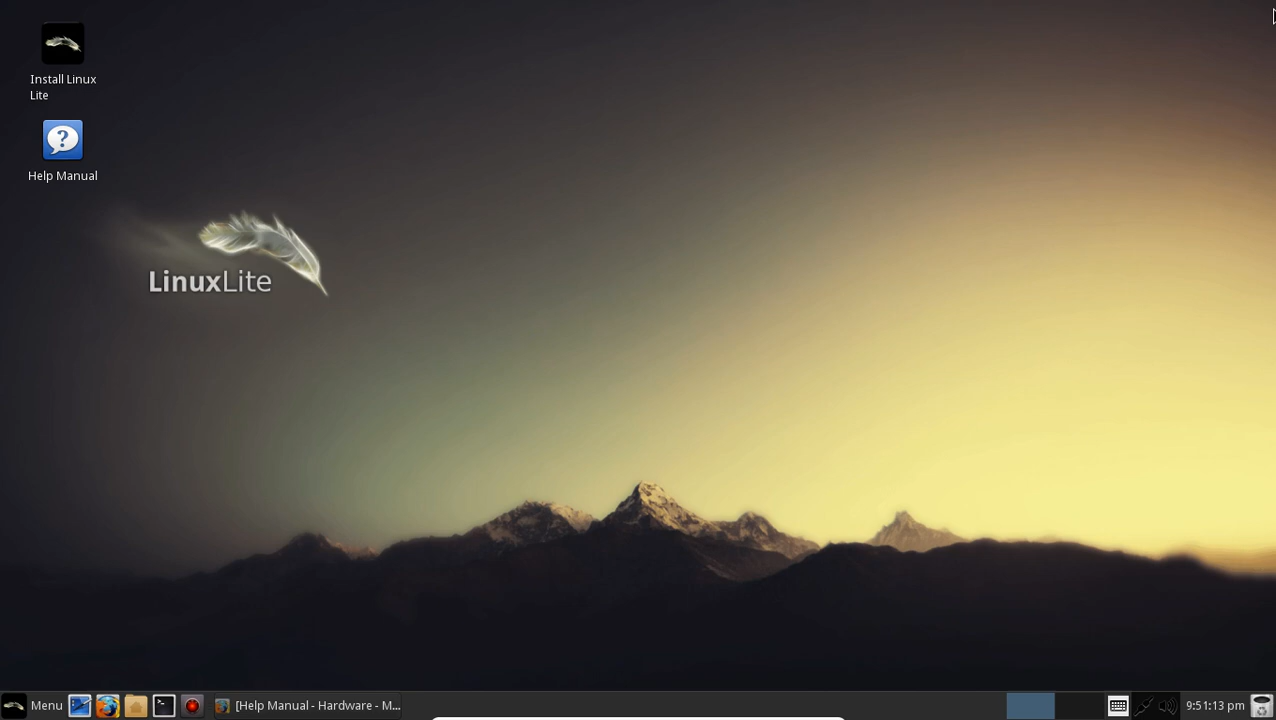 Install Linux
Lite
Help Manual
LinuxLite
Menu
[Help Manual - Hardware - M...
9:51:13 pm